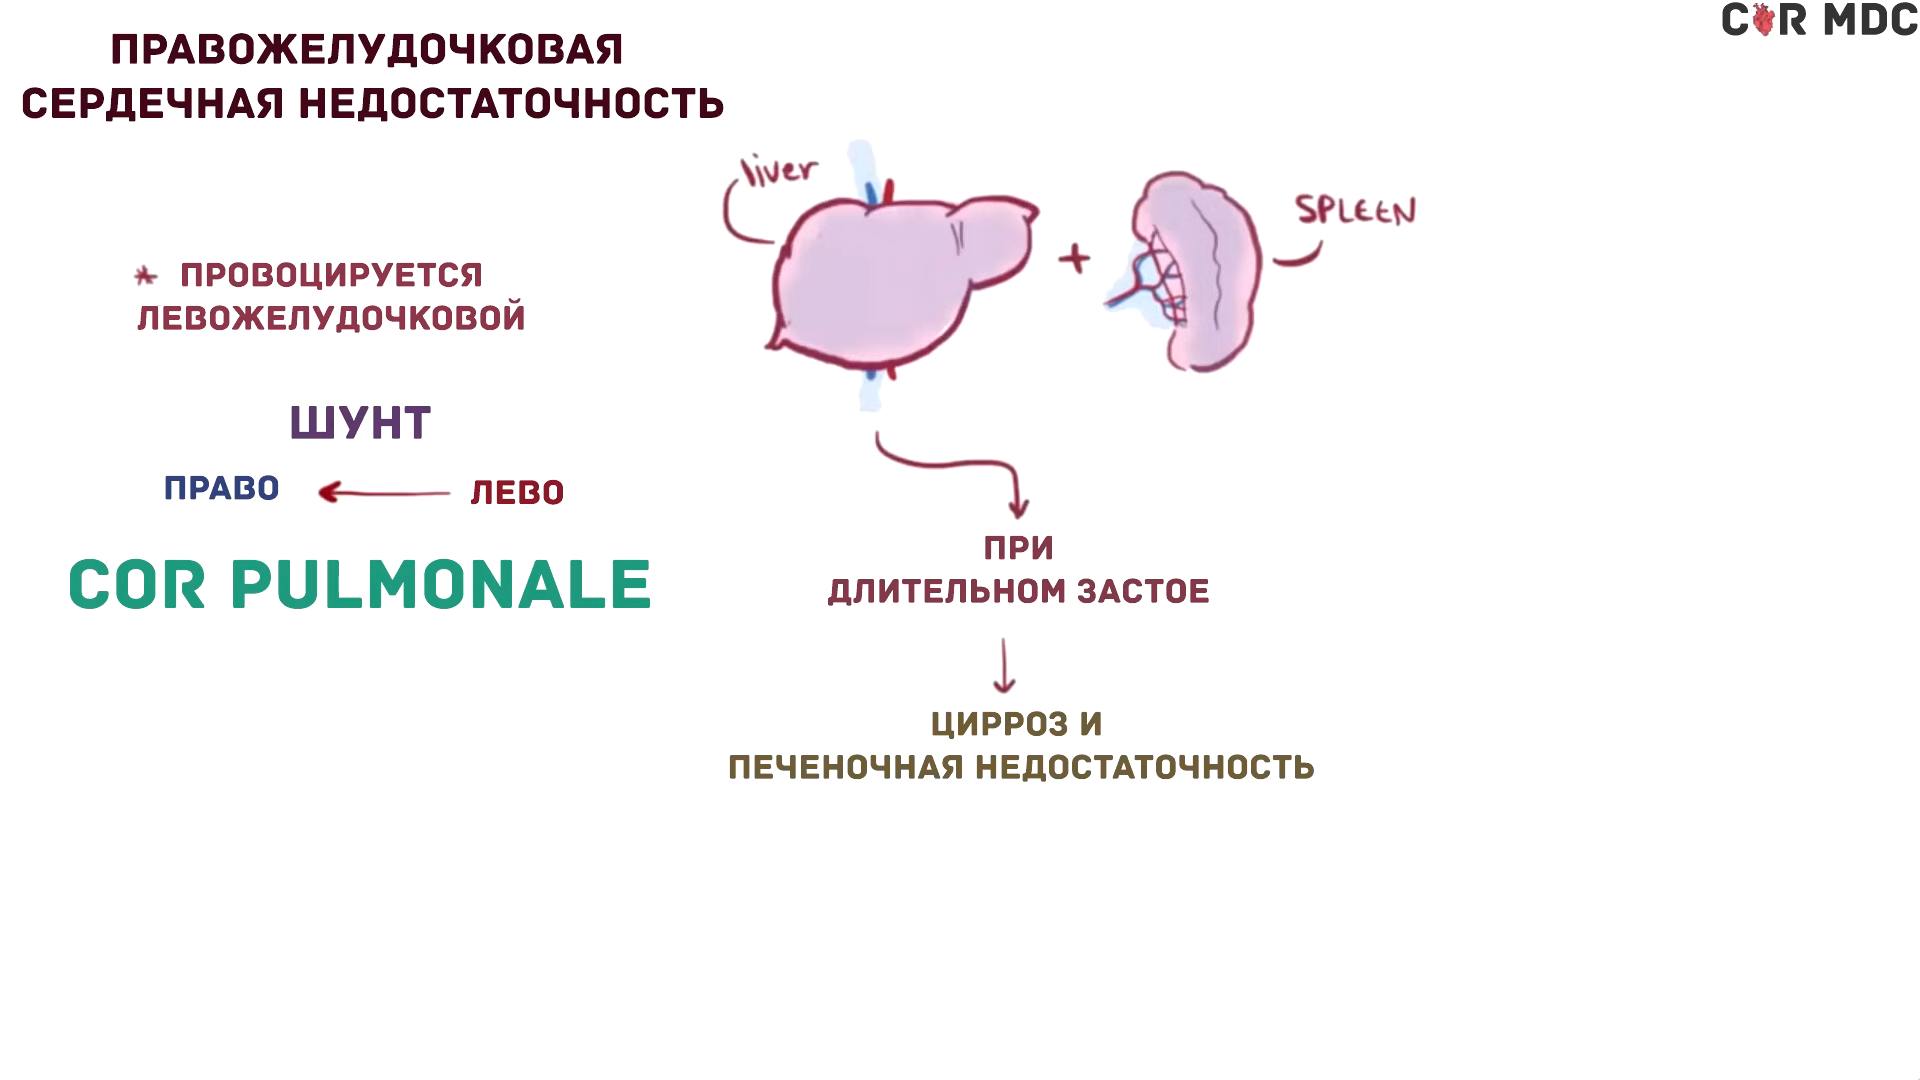 ПРАВОЖЕЛУДОЧКОВАЯ
СЕРДЕЧНАЯ НЕДОСТАТОЧНОСТЬ
COR MDC
* ПРОВОЦИРУЕТСЯ
ЛЕВОЖЕЛУДОЧКОВОЙ
ШУНТ
ПРАВО ← ЛЕВО
COR PULMONALE
liver
+
SPLEEN
ПРИ
ДЛИТЕЛЬНОМ ЗАСТОЕ
ЦИРРОЗ И
ПЕЧЕНОЧНАЯ НЕДОСТАТОЧНОСТЬ